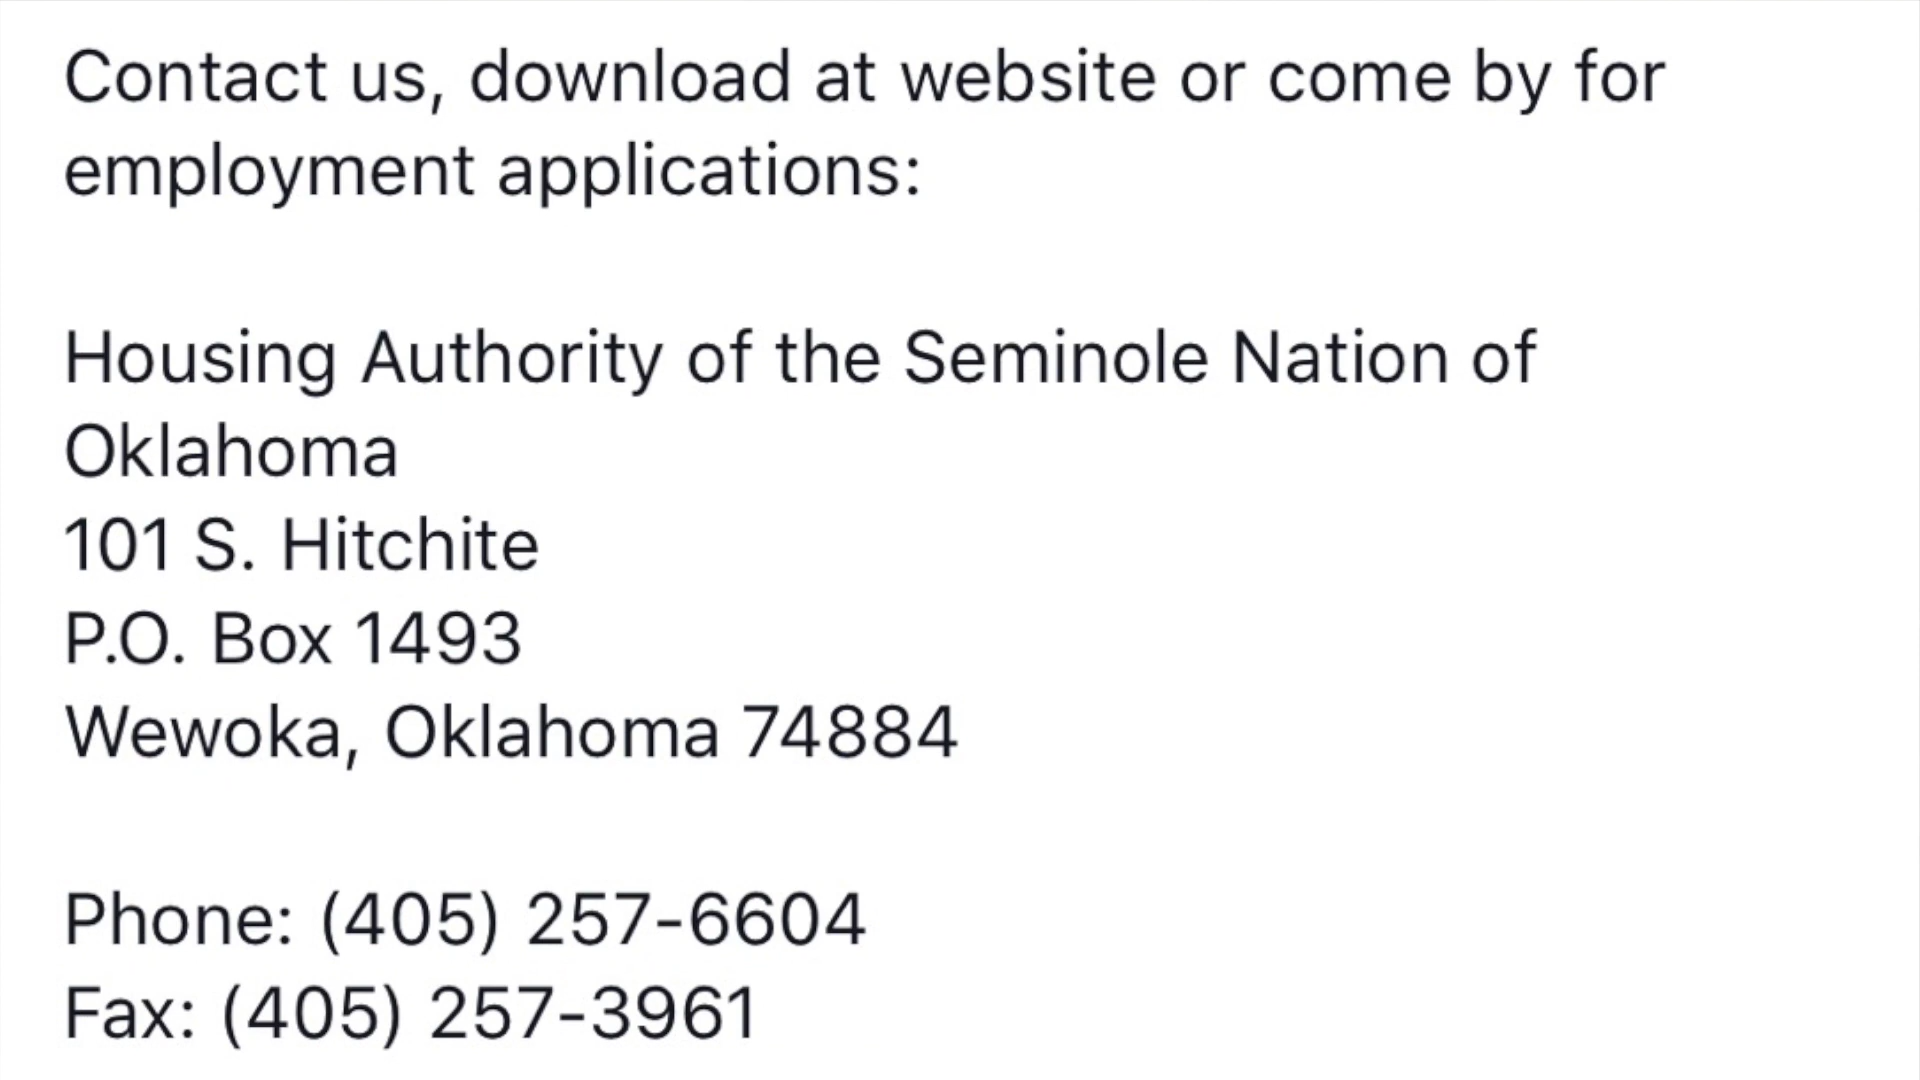 Contact us, download at website or come by for
employment applications:
Housing Authority of the Seminole Nation of
Oklahoma
101 S. Hitchite
P.O. Box 1493
Wewoka, Oklahoma 74884
Phone: (405) 257-6604
Fax: (405) 257-3961